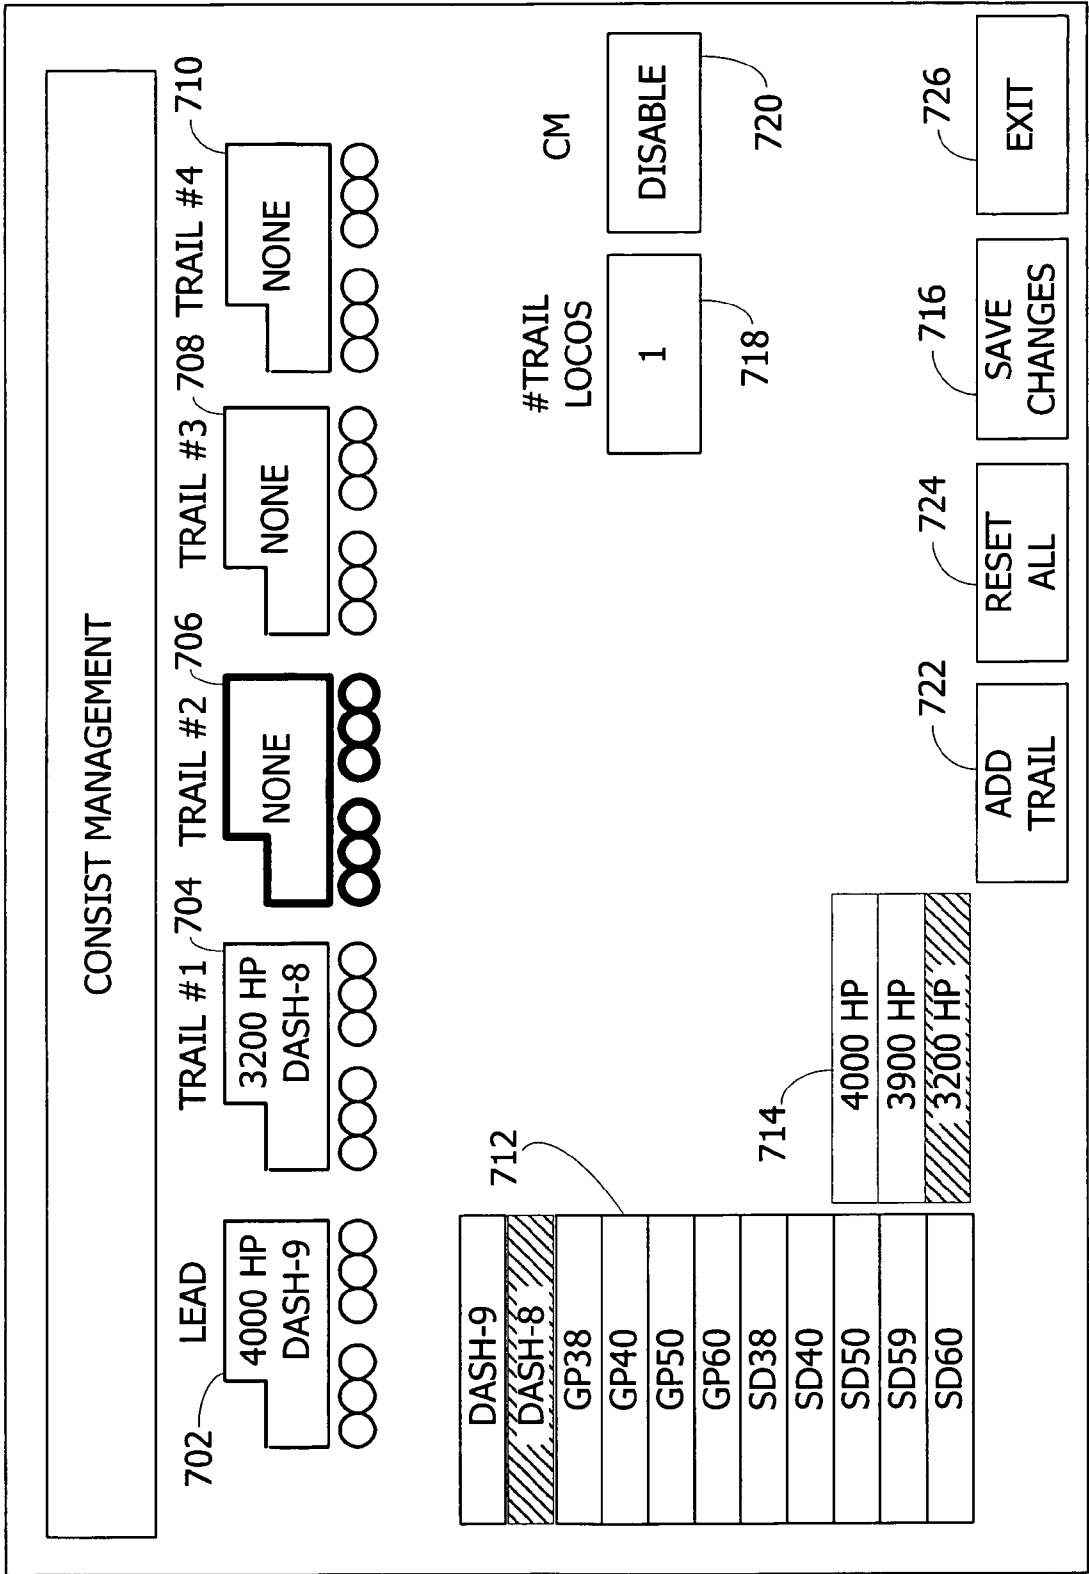 CONSIST MANAGEMENT
LEAD
TRAIL #1
TRAIL #2
TRAIL #3
TRAIL #4
702
704
706
708
710
4000 HP
DASH-9
3200 HP
DASH-8
NONE
NONE
NONE
712
DASH-9
DASH-8
GP38
GP40
GP50
GP60
SD38
SD40
SD50
SD59
SD60
714
4000 HP
3900 HP
3200 HP
#TRAIL
LOCOS
1
718
CM
DISABLE
720
722
ADD
TRAIL
724
RESET
ALL
716
SAVE
CHANGES
726
EXIT